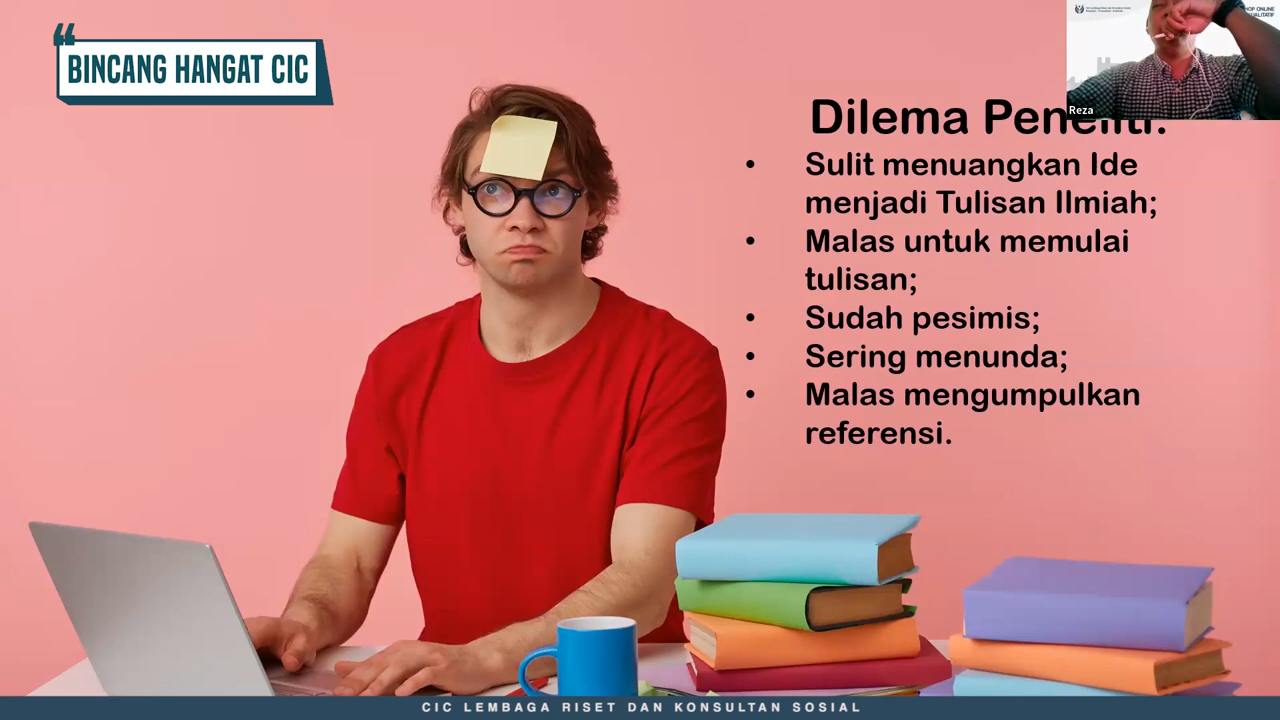 BINCANG HANGAT CIC
Dilema Peneliti:
• Sulit menuangkan Ide
menjadi Tulisan Ilmiah;
• Malas untuk memulai
tulisan;
• Sudah pesimis;
• Sering menunda;
• Malas mengumpulkan
referensi.
Reza
CIC LEMBAGA RISET DAN KONSULTAN SOSIAL